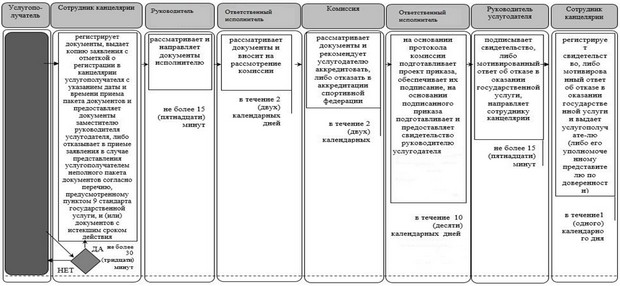 Услугопо-
лучатель
Сотрудник канцелярии
Руководитель
Ответственный
исполнитель
Комиссия
Ответственный
исполнитель
Руководитель
услугодателя
Сотрудник
канцелярии
регистрирует
документы, выдает
копию заявления с
отметкой о
регистрации в
канцелярии
услугополучателя с
указанием даты и
времени приема
пакета документов и
предоставляет
документы
заместителю
руководителя
услугодателя, либо
отказывает в приеме
заявления в случае
представления
услугополучателем
неполного пакета
документов согласно
перечню,
предусмотренному
пунктом 9 стандарта
государственной
услуги, и (или)
документов с
истекшим сроком
действия
ДА
не более
30
(тридцати)
минут
НЕТ
рассматривает и
направляет
документы
исполнителю
не более 15
(пятнадцати)
минут
рассматривает
документы и
вносит на
рассмотрение
комиссии
в течение 2
(двух)
календарных
дней
рассматривает
документы и
рекомендует
услугодателю
аккредитовать,
либо отказать в
аккредитации
спортивной
федерации
в течение 2
(двух)
календарных
на основании
протокола
комиссии
подготавливает
проект приказа,
обеспечивает их
подписание, на
основании
подписанного
приказа
подготавливает и
предоставляет
свидетельство
руководителю
услугодателя
в течение 10
(десяти)
календарных дней
подписывает
свидетельство,
либо
мотивированный
ответ об отказе в
оказании
государственной
услуги,
направляет
сотруднику
канцелярии
не более 15
(пятнадцати)
минут
регистрируе
т
свидетельст
во, либо
мотивирова
нный ответ
об отказе в
оказании
государстве
нной услуги
и выдает
услугополуч
ате-лю
(либо его
уполномоче
нному
представите
лю по
доверенност
и)
в течение1
(одного)
календарно
го дня